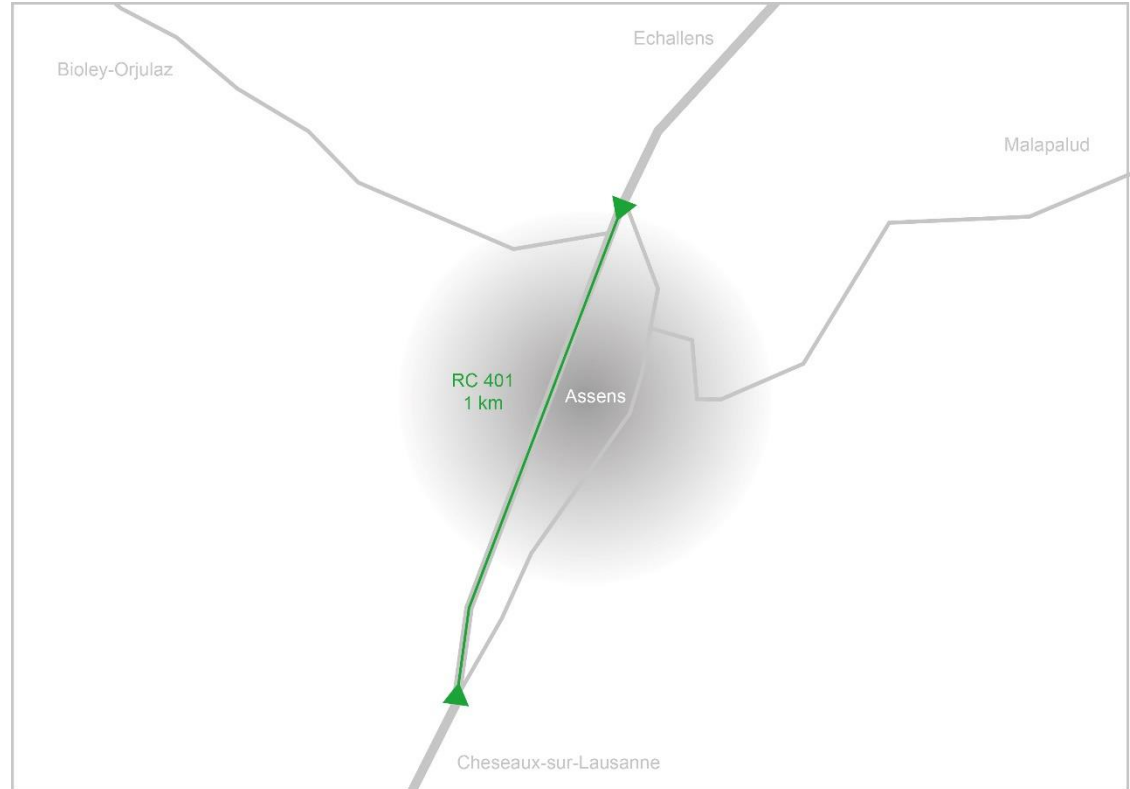 Echallens
Bioley-Orjulaz
Malapalud
RC 401
1 km
Assens
Cheseaux-sur-Lausanne